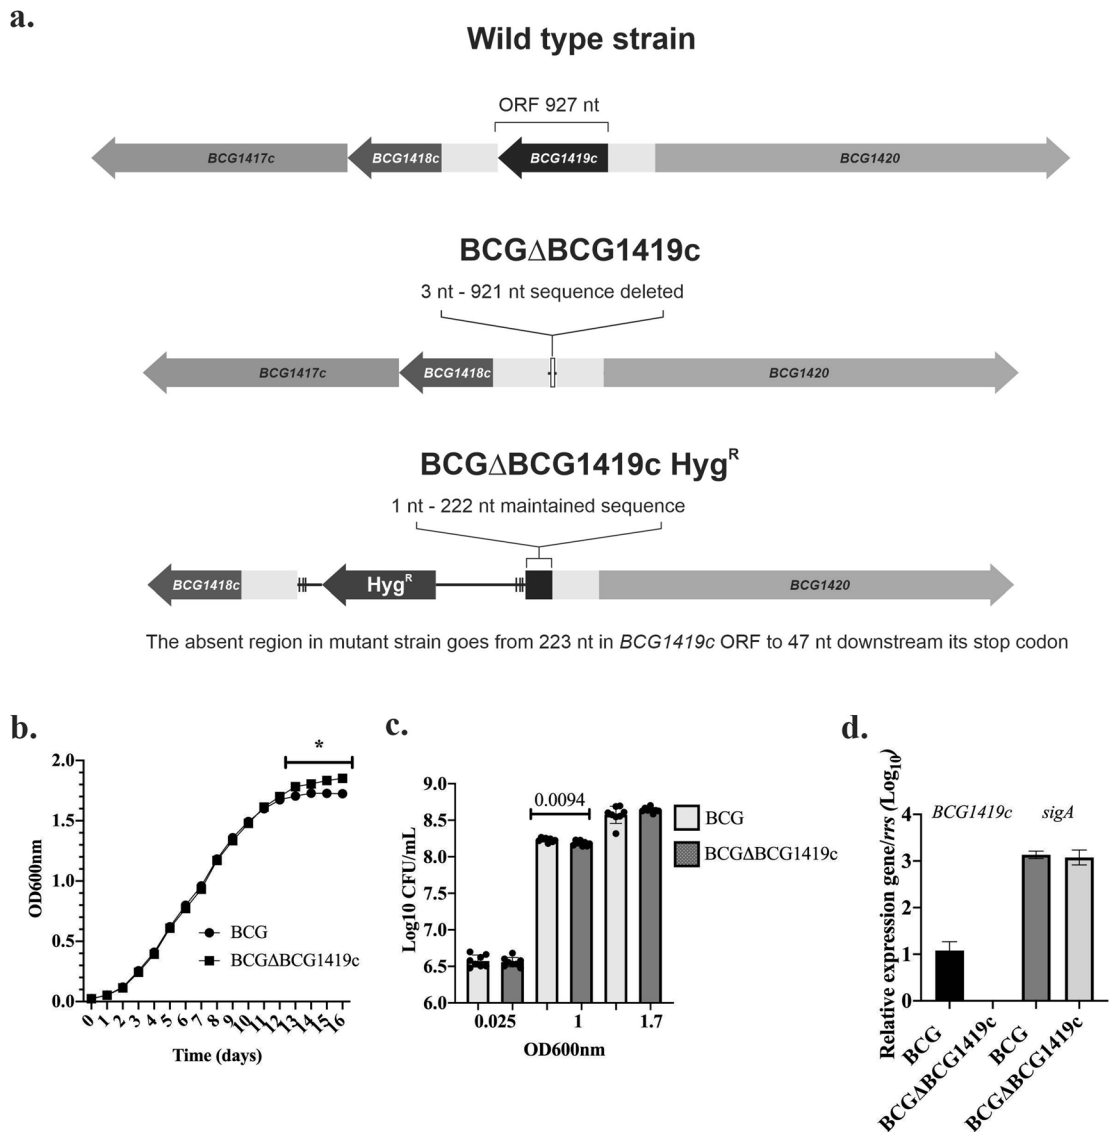 a.
Wild type strain
ORF 927 nt
BCG1417c BCG1418c BCG1419c BCG1420
BCGΔBCG1419c
3 nt - 921 nt sequence deleted
BCG1417c BCG1418c BCG1420
BCGΔBCG1419c Hyg^R
1 nt - 222 nt maintained sequence
BCG1418c Hyg^R BCG1420
The absent region in mutant strain goes from 223 nt in BCG1419c ORF to 47 nt downstream its stop codon
b.
*
2.0
1.5
1.0
0.5
0.0
OD600nm
BCG
BCGΔBCG1419c
0 1 2 3 4 5 6 7 8 9 10 11 12 13 14 15 16
Time (days)
c.
9.0
8.5
8.0
7.0
6.5
6.0
Log10 CFU/mL
0.0094
BCG
BCGΔBCG1419c
0.025 1 1.7
OD600nm
d.
Relative expression gene/rrs (Log10)
BCG1419c sigA
4
3
2
1
0
BCG
BCGΔBCG1419c
BCG
BCGΔBCG1419c